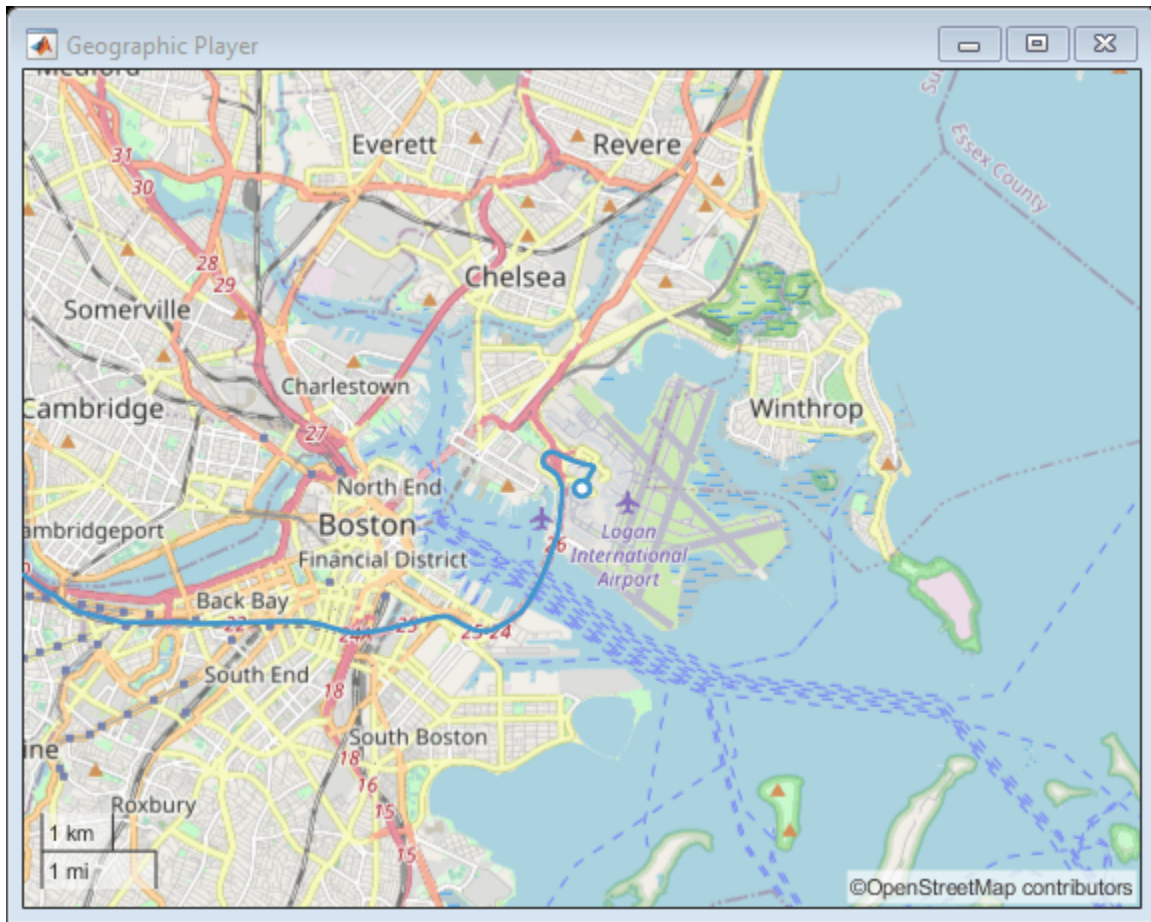 Geographic Player
Medford
Su
Everett
Revere
Essex County
31
30
28
29
Chelsea
Somerville
Charlestown
Cambridge
Winthrop
27
North End
Boston
ambridgeport
Logan
International
Airport
26
Financial District
Back Bay
22
24A
25
25-24
South End
18
South Boston
ine
18
16
Roxbury
15
15
1 km
1 mi
©OpenStreetMap contributors